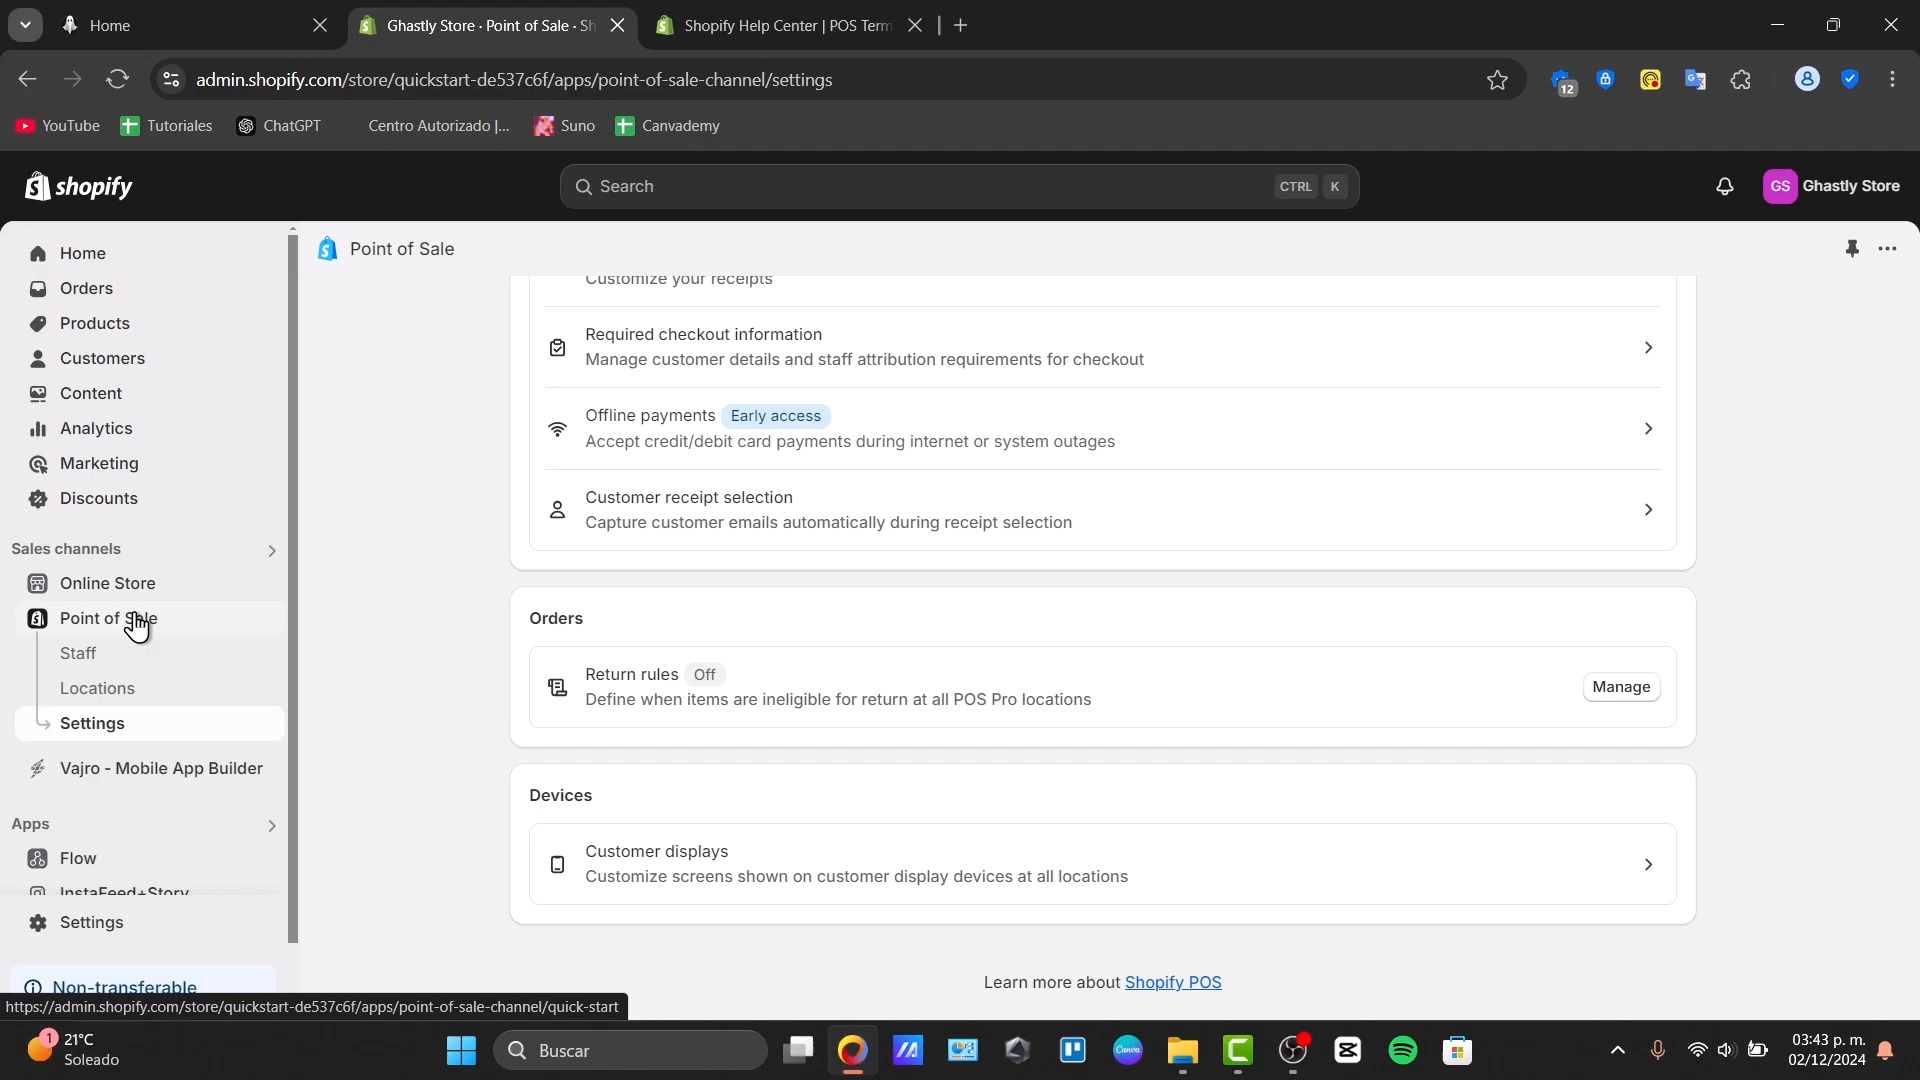 Home
Ghastly Store · Point of Sale · Sh
Shopify Help Center | POS Term
admin.shopify.com/store/quickstart-de537c6f/apps/point-of-sale-channel/settings
12
YouTube
Tutoriales
ChatGPT
Centro Autorizado |...
Suno
Canvademy
shopify
Search
CTRL K
GS
Ghastly Store
Home
Orders
Products
Customers
Content
Analytics
Marketing
Discounts
Sales channels
Online Store
Point of Sale
Staff
Locations
Settings
Vajro - Mobile App Builder
Apps
Flow
InstaFeed+Story
Settings
Non-transferable
https://admin.shopify.com/store/quickstart-de537c6f/apps/point-of-sale-channel/quick-start
Point of Sale
Customize your receipts
Required checkout information
Manage customer details and staff attribution requirements for checkout
Offline payments Early access
Accept credit/debit card payments during internet or system outages
Customer receipt selection
Capture customer emails automatically during receipt selection
Orders
Return rules Off
Define when items are ineligible for return at all POS Pro locations
Manage
Devices
Customer displays
Customize screens shown on customer display devices at all locations
Learn more about Shopify POS
1
21°C
Soleado
Buscar
Canva
03:43 p. m.
02/12/2024